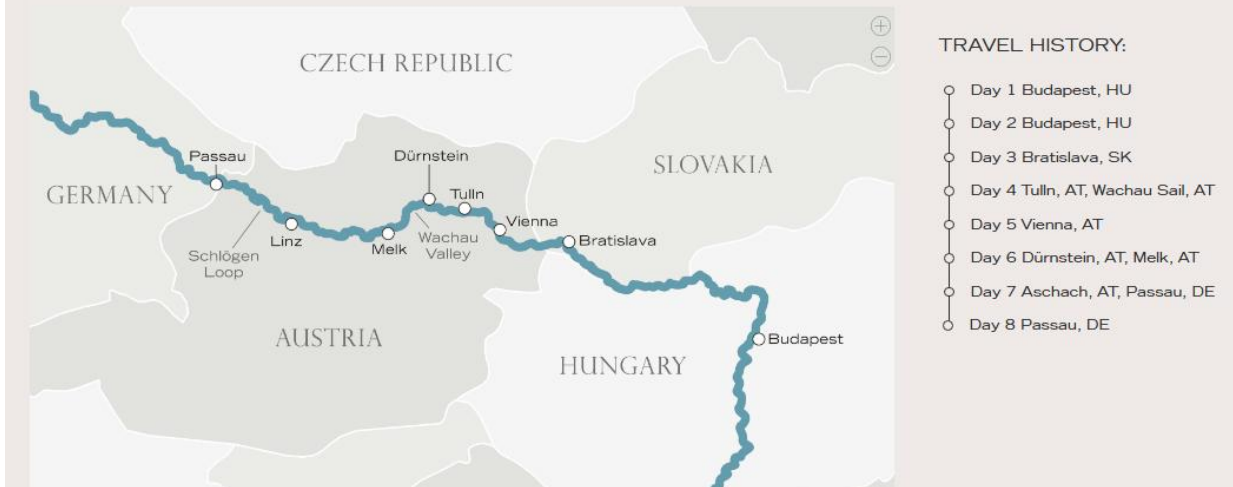 CZECH REPUBLIC
Passau
Dürnstein
SLOVAKIA
GERMANY
Tulln
Vienna
Linz
Melk
Wachau
Valley
Bratislava
Schlögen
Loop
AUSTRIA
Budapest
HUNGARY
TRAVEL HISTORY:
Day 1 Budapest, HU
Day 2 Budapest, HU
Day 3 Bratislava, SK
Day 4 Tulln, AT, Wachau Sail, AT
Day 5 Vienna, AT
Day 6 Dürnstein, AT, Melk, AT
Day 7 Aschach, AT, Passau, DE
Day 8 Passau, DE